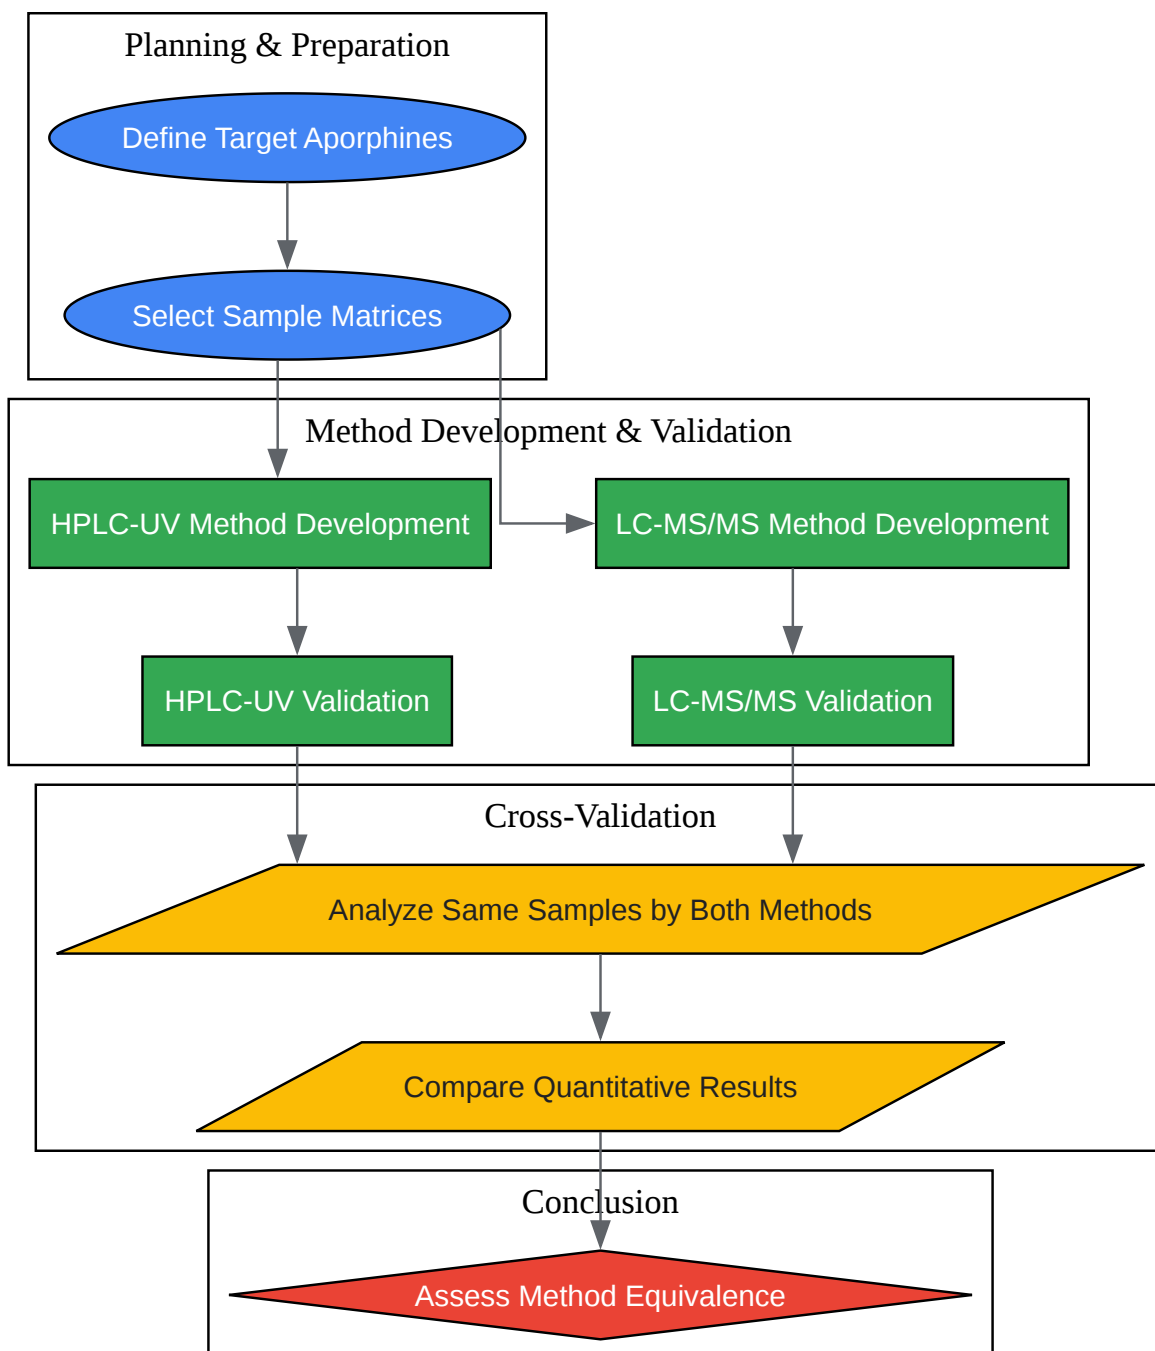 Planning & Preparation
Define Target Aporphines
Select Sample Matrices
Method Development & Validation
HPLC-UV Method Development
LC-MS/MS Method Development
HPLC-UV Validation
LC-MS/MS Validation
Cross-Validation
Analyze Same Samples by Both Methods
Compare Quantitative Results
Conclusion
Assess Method Equivalence